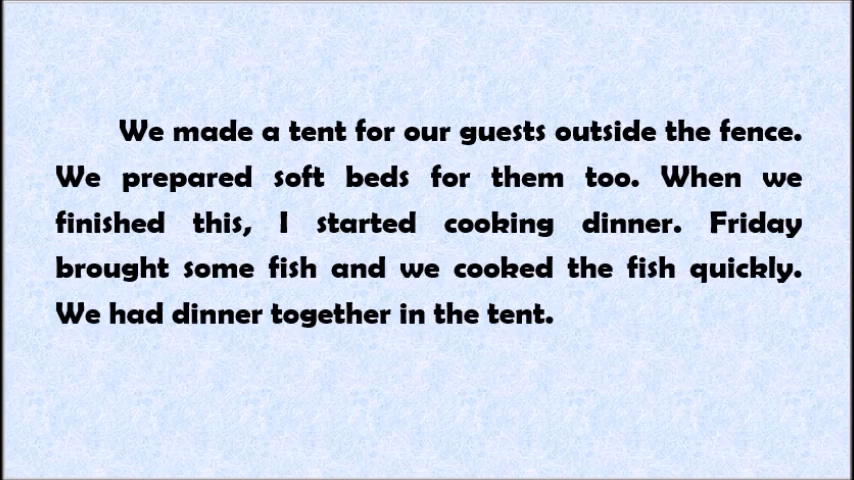 We made a tent for our guests outside the fence.
We prepared soft beds for them too. When we
finished this, I started cooking dinner. Friday
brought some fish and we cooked the fish quickly.
We had dinner together in the tent.